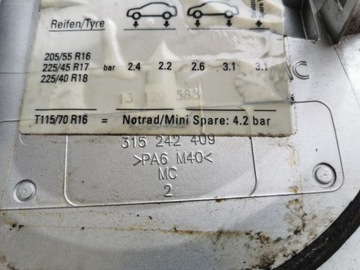 Reifen/Tyre
205/55 R16
225/45 R17 bar 2.4 2.2 2.6 3.1 3.1
225/40 R18
T115/70 R16 = Notrad/Mini Spare: 4.2 bar
315 242 409
>PA6 M40<
MC
2